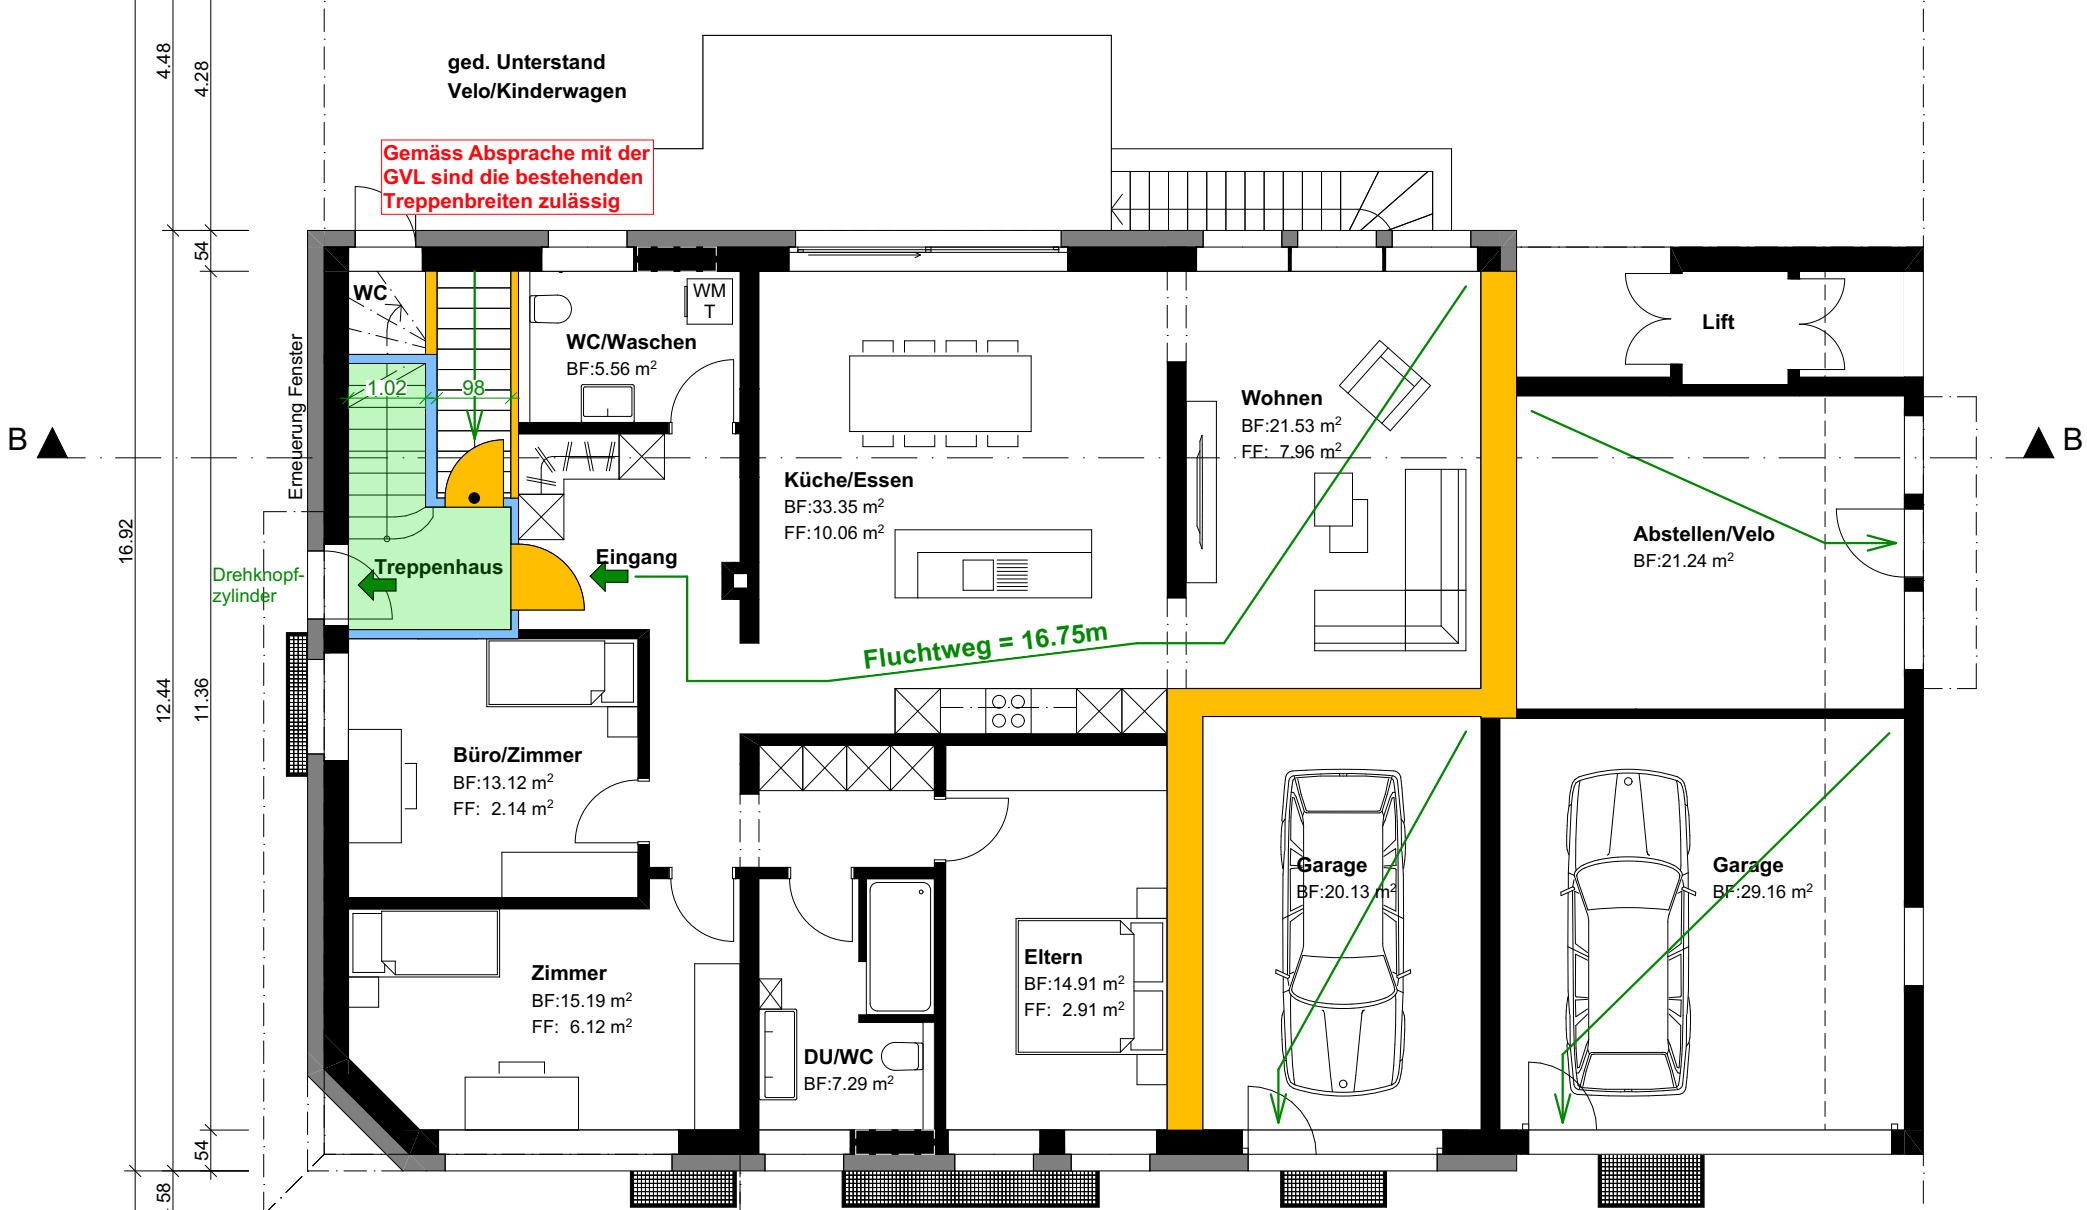 4.48
4.28
ged. Unterstand
Velo/Kinderwagen
Gemäss Absprache mit der
GVL sind die bestehenden
Treppenbreiten zulässig
54
WC
WM
T
WC/Waschen
BF:5.56 m²
Lift
Erneuerung Fenster
1.02
98
Wohnen
BF:21.53 m²
FF: 7.96 m²
B
B
Küche/Essen
BF:33.35 m²
FF:10.06 m²
16.92
Abstellen/Velo
BF:21.24 m²
Eingang
Treppenhaus
Drehknopf-
zylinder
Fluchtweg = 16.75m
12.44
11.36
Büro/Zimmer
BF:13.12 m²
FF: 2.14 m²
Garage
BF:20.13 m²
Garage
BF:29.16 m²
Zimmer
BF:15.19 m²
FF: 6.12 m²
Eltern
BF:14.91 m²
FF: 2.91 m²
DU/WC
BF:7.29 m²
54
58